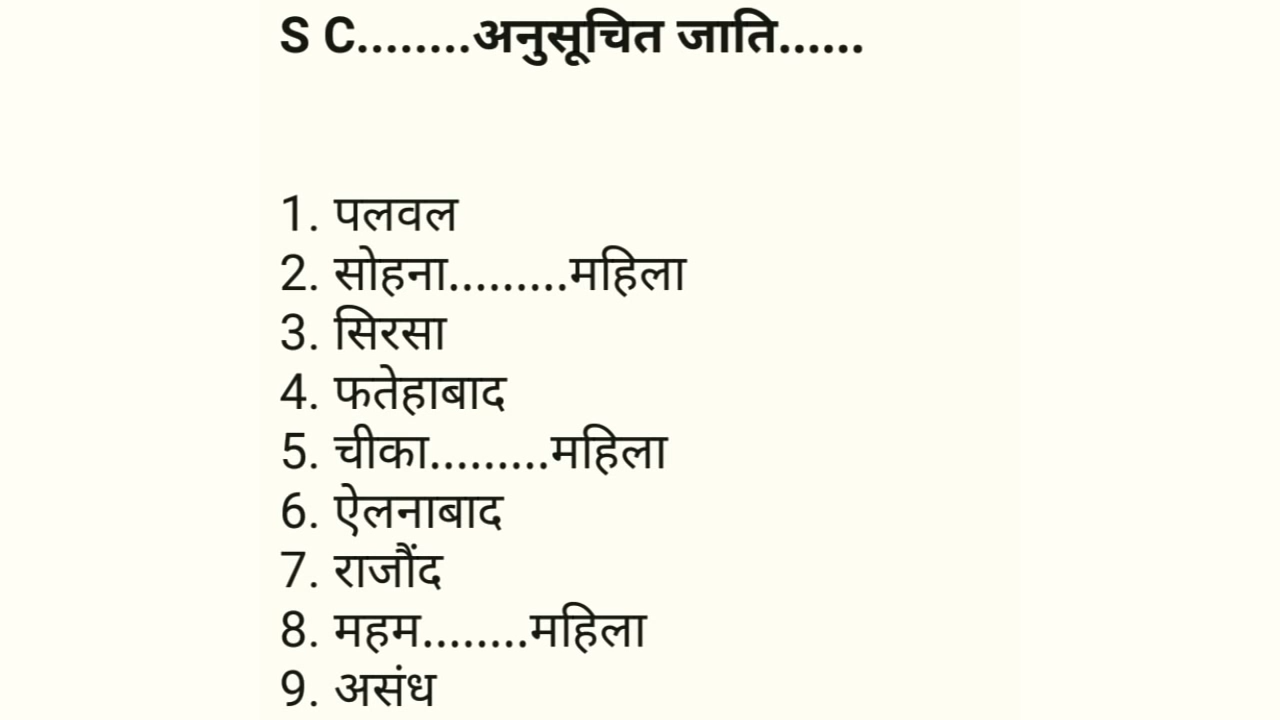 S C........अनुसूचित जाति......
1. पलवल
2. सोहना.........महिला
3. सिरसा
4. फतेहाबाद
5. चीका.........महिला
6. ऐलनाबाद
7. राजौंद
8. महम........महिला
9. असंध